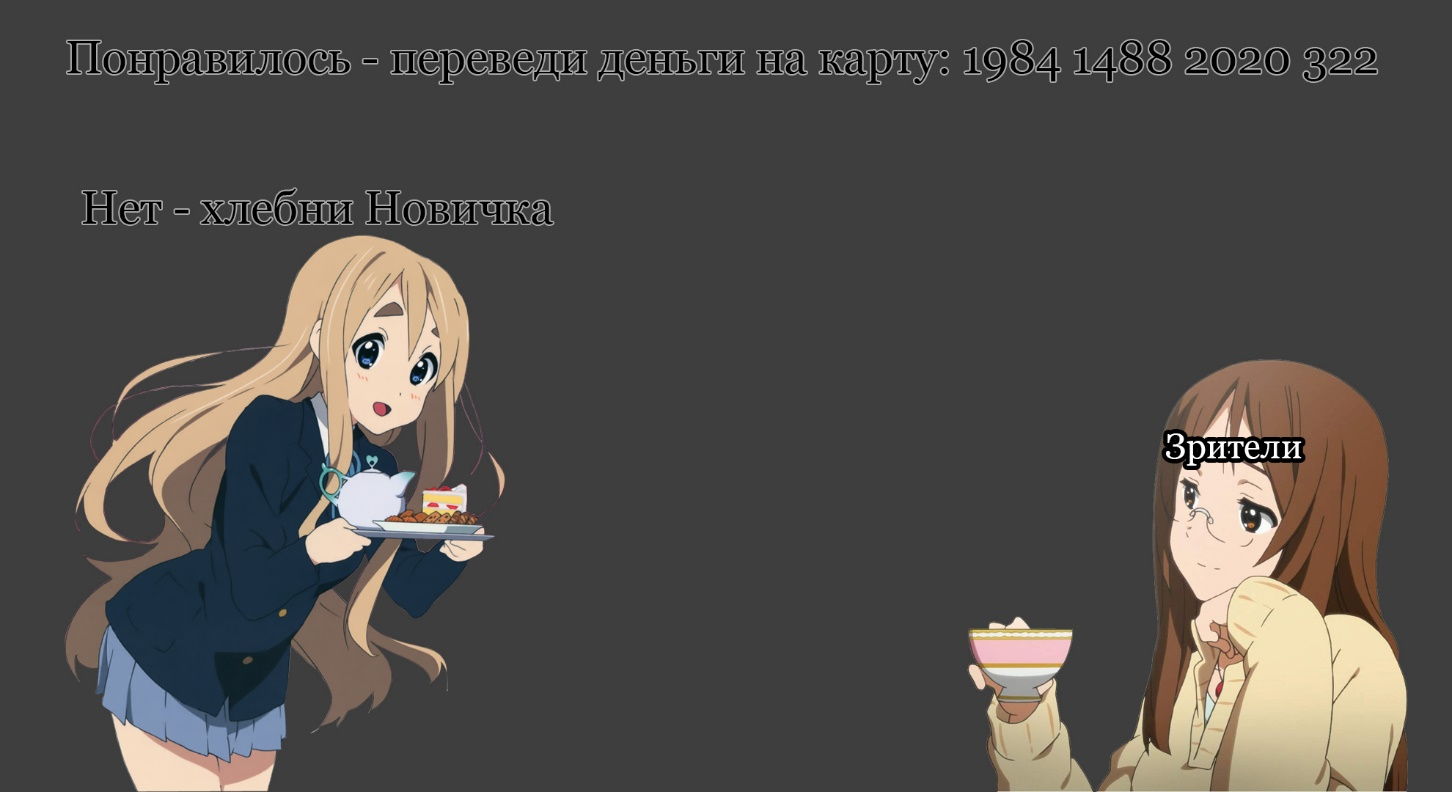 Понравилось - переведи деньги на карту: 1984 1488 2020 322
Нет - хлебни Новичка
Зрители